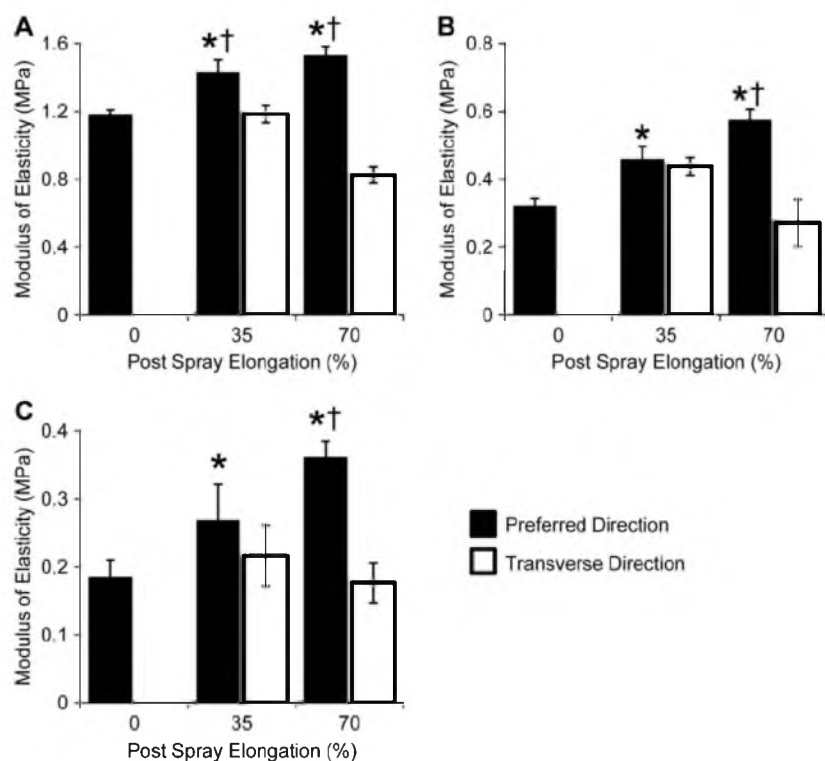 A
1.6
1.2
0.8
0.4
0
Modulus of Elasticity (MPa)
*†
*†
0 35 70
Post Spray Elongation (%)
B
0.8
0.6
0.4
0.2
0
Modulus of Elasticity (MPa)
*
*†
0 35 70
Post Spray Elongation (%)
C
0.4
0.3
0.2
0.1
0
Modulus of Elasticity (MPa)
*
*†
0 35 70
Post Spray Elongation (%)
Preferred Direction
Transverse Direction